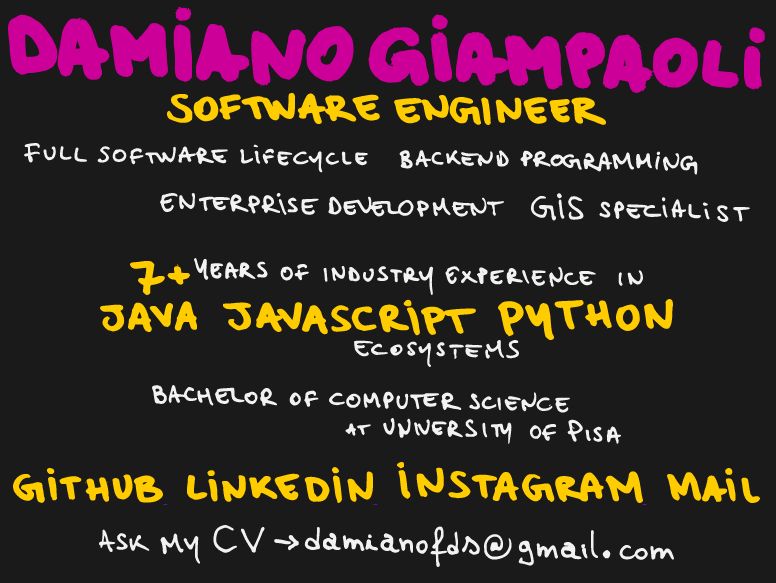 DAMIANO GIAMPAOLI
SOFTWARE ENGINEER
FULL SOFTWARE LIFECYCLE BACKEND PROGRAMMING
ENTERPRISE DEVELOPMENT GIS SPECIALIST
7+ YEARS OF INDUSTRY EXPERIENCE IN
JAVA JAVASCRIPT PYTHON
ECOSYSTEMS
BACHELOR OF COMPUTER SCIENCE
AT UNIVERSITY OF PISA
GITHUB LINKEDIN INSTAGRAM MAIL
ASK MY CV → damianofds@gmail.com